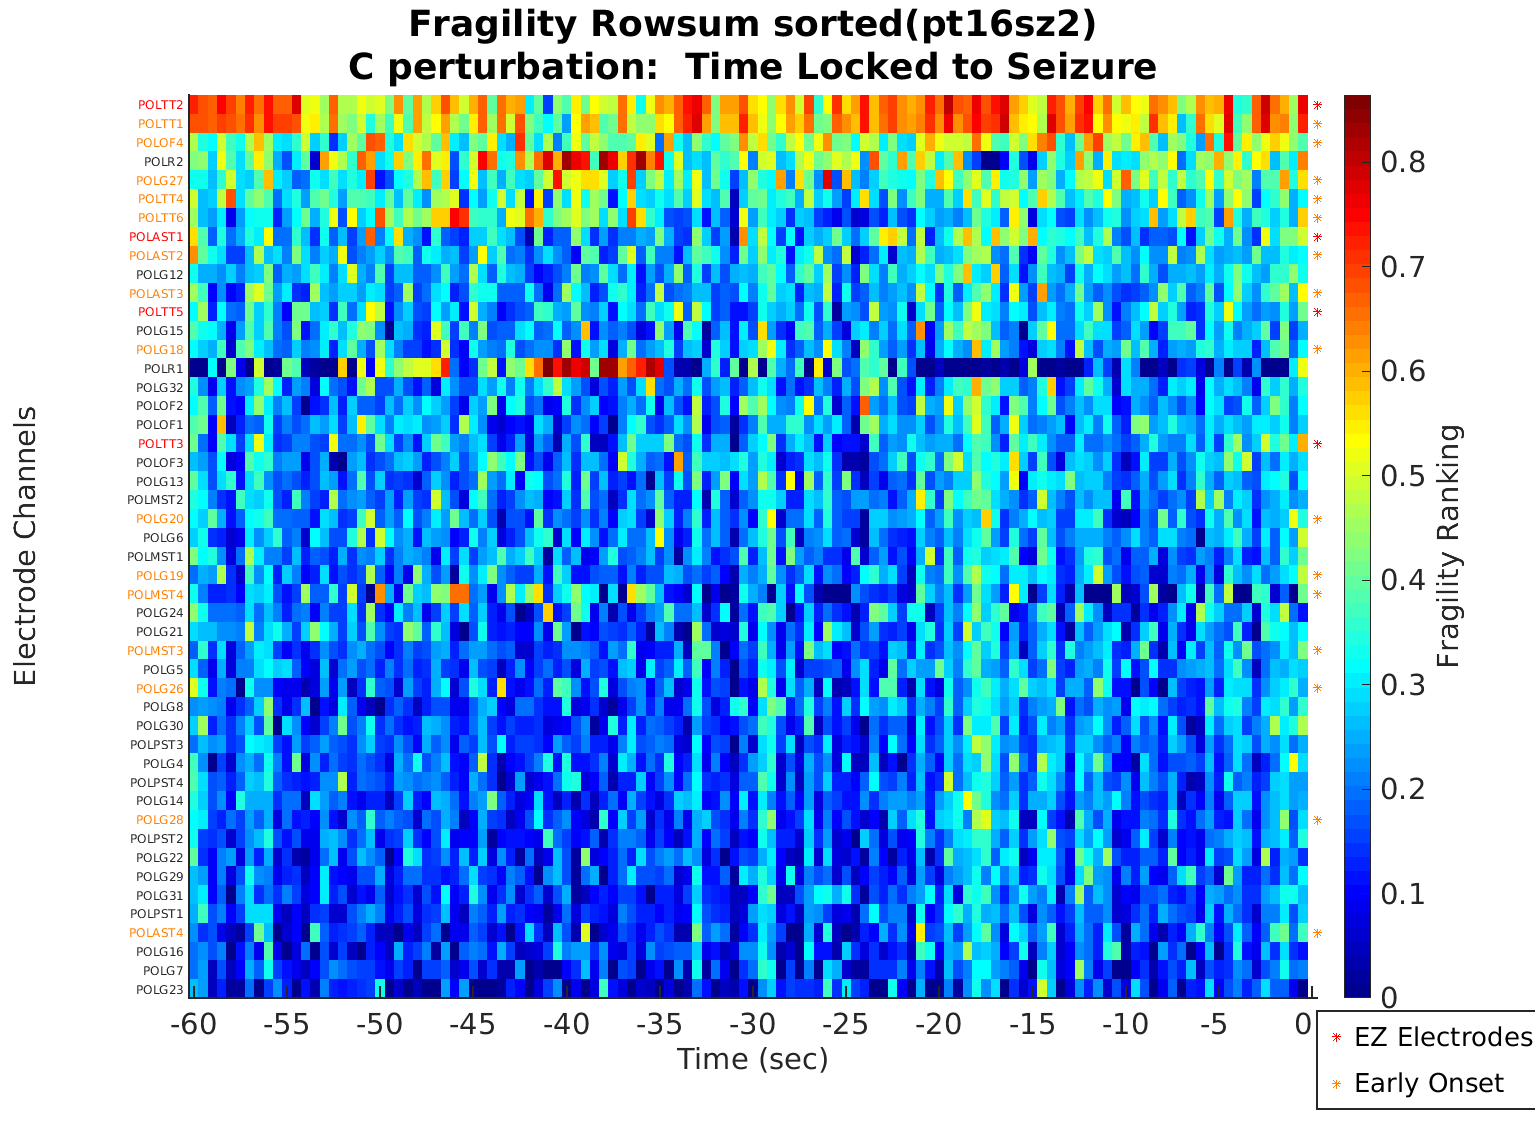 Fragility Rowsum sorted(pt16sz2)
C perturbation:  Time Locked to Seizure
Electrode Channels
POLTT2
POLTT1
POLOF4
POLR2
POLG27
POLTT4
POLTT6
POLAST1
POLAST2
POLG12
POLAST3
POLTT5
POLG15
POLG18
POLR1
POLG32
POLOF2
POLOF1
POLTT3
POLOF3
POLG13
POLMST2
POLG20
POLG6
POLMST1
POLG19
POLMST4
POLG24
POLG21
POLMST3
POLG5
POLG26
POLG8
POLG30
POLPST3
POLG4
POLPST4
POLG14
POLG28
POLPST2
POLG22
POLG29
POLG31
POLPST1
POLAST4
POLG16
POLG7
POLG23
-60 -55 -50 -45 -40 -35 -30 -25 -20 -15 -10 -5 0
Time (sec)
0.8
0.7
0.6
0.5
0.4
0.3
0.2
0.1
0
Fragility Ranking
EZ Electrodes
Early Onset